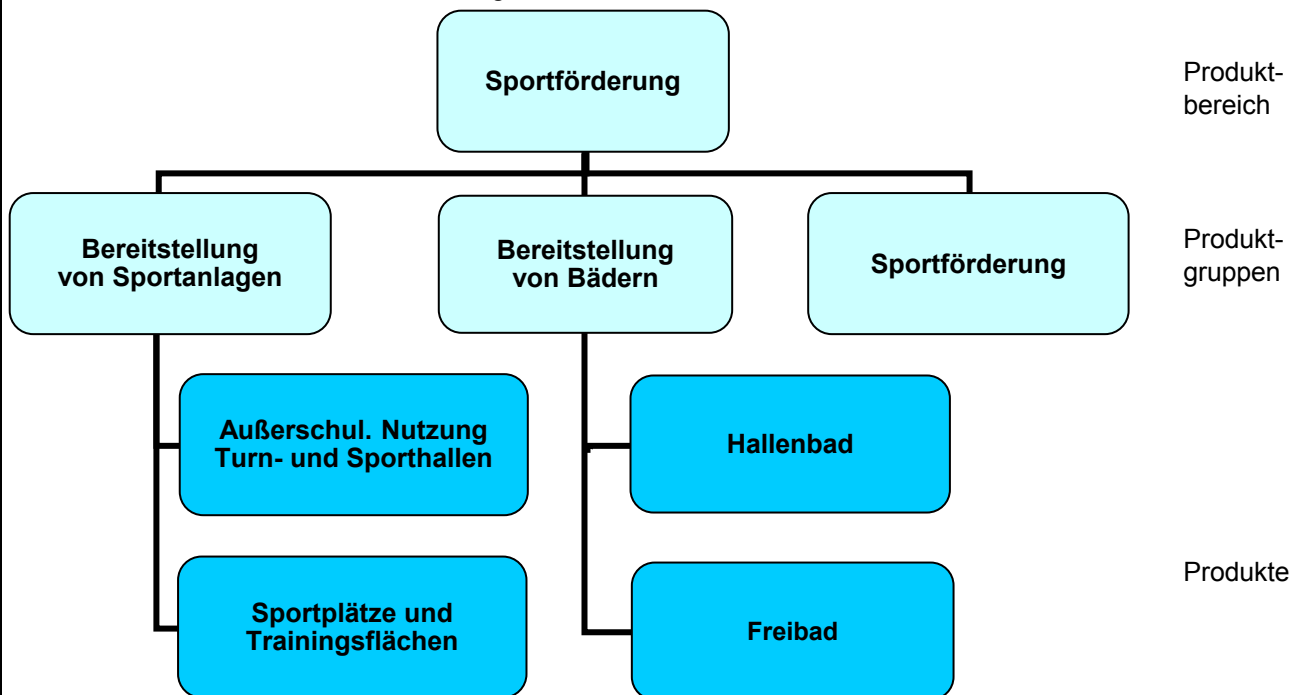 Sportförderung
Produkt-
bereich
Bereitstellung
von Sportanlagen
Bereitstellung
von Bädern
Sportförderung
Produkt-
gruppen
Außerschul. Nutzung
Turn- und Sporthallen
Hallenbad
Sportplätze und
Trainingsflächen
Freibad
Produkte